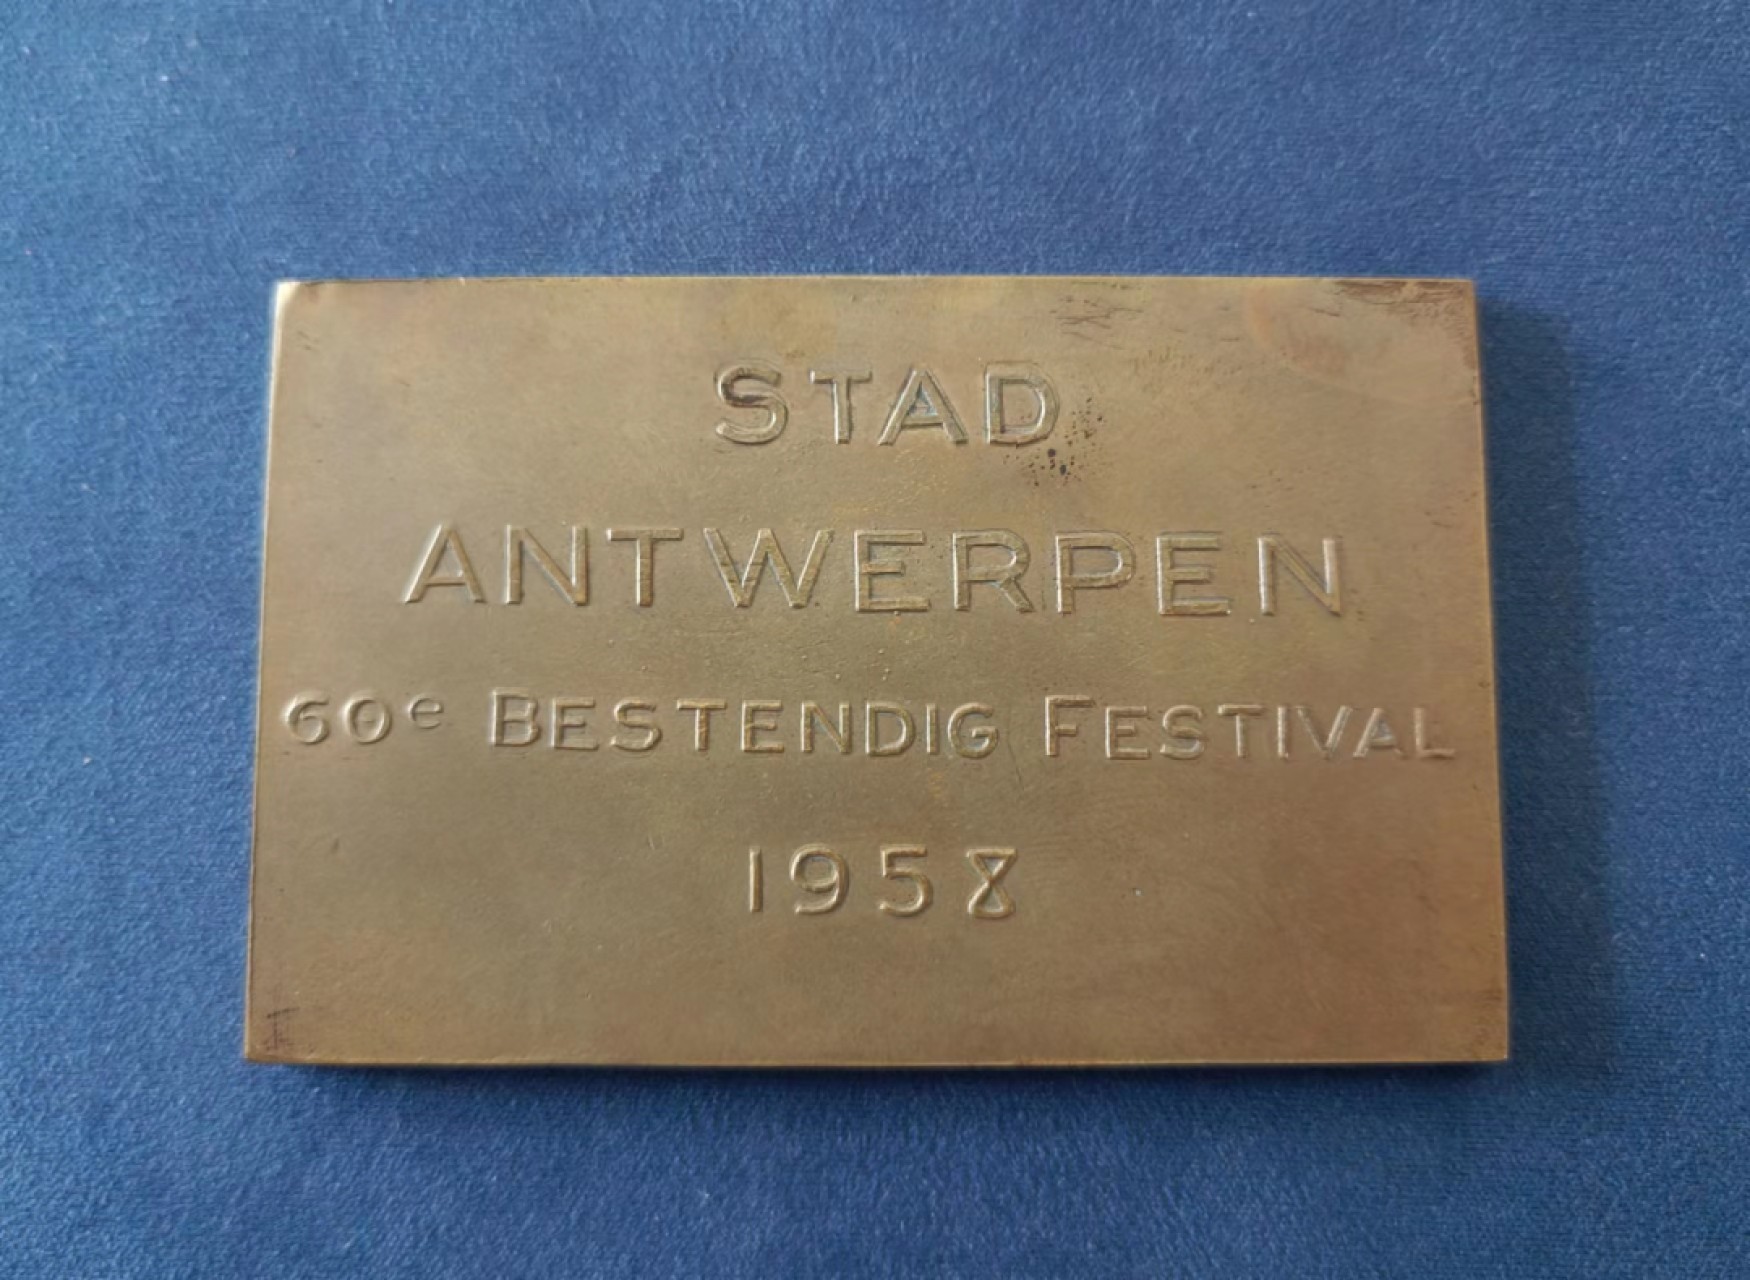 STAD
ANTWERPEN
60e BESTENDIG FESTIVAL
1958